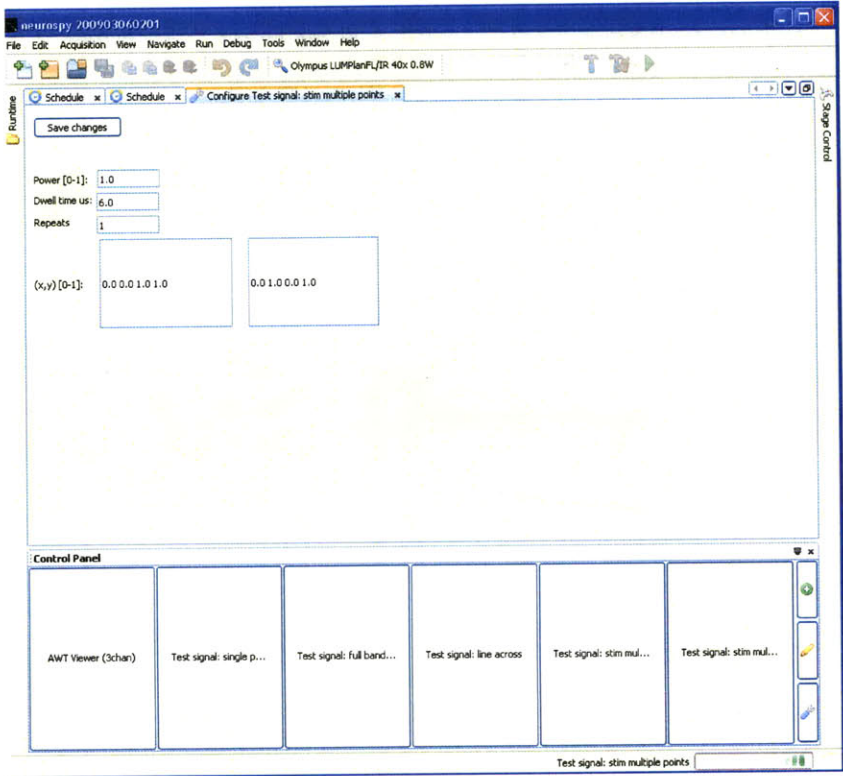 neurospy 200903060201
File Edit Acquisition View Navigate Run Debug Tools Window Help
Olympus LUMPlanFL/IR 40x 0.8W
Runtime
Schedule x Schedule x Configure Test signal: stim multiple points x
Stage Control
Save changes
Power [0-1]: 1.0
Dwell time us: 6.0
Repeats 1
(x,y) [0-1]: 0.0 0.0 1.0 1.0 0.0 1.0 0.0 1.0
Control Panel
AWT Viewer (3chan) Test signal: single p... Test signal: full band... Test signal: line across Test signal: stim mul... Test signal: stim mul...
Test signal: stim multiple points